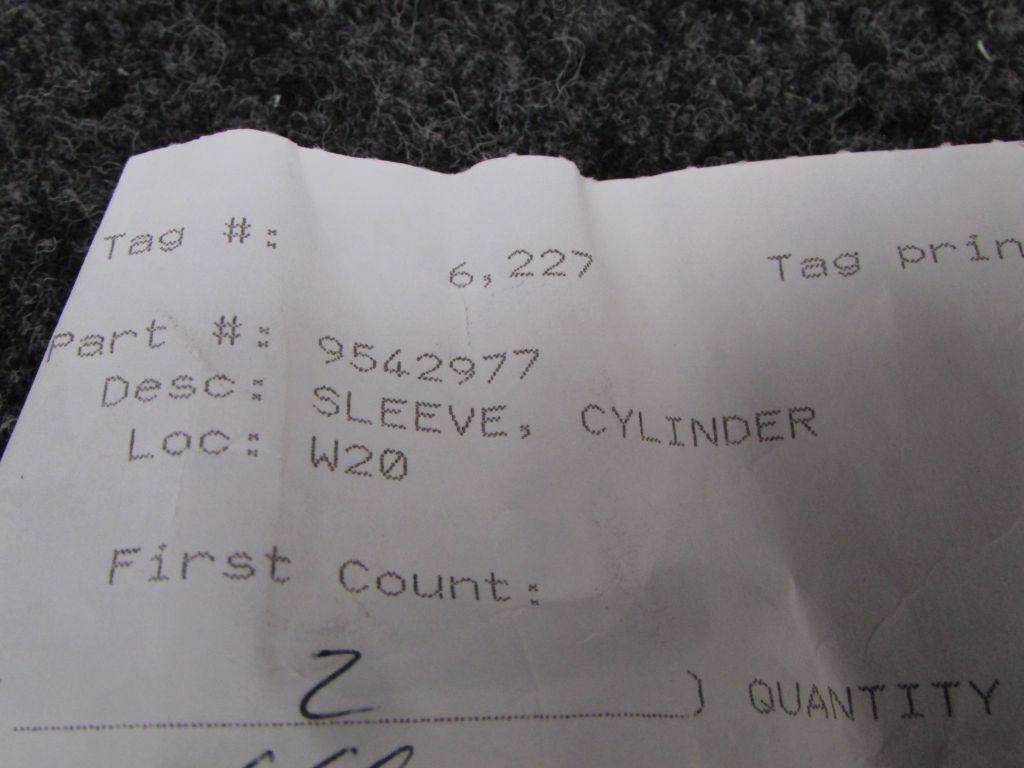 Tag #: 6,227 Tag prin
Part #: 9542977
Desc: SLEEVE, CYLINDER
Loc: W20
First Count:
2 ) QUANTITY